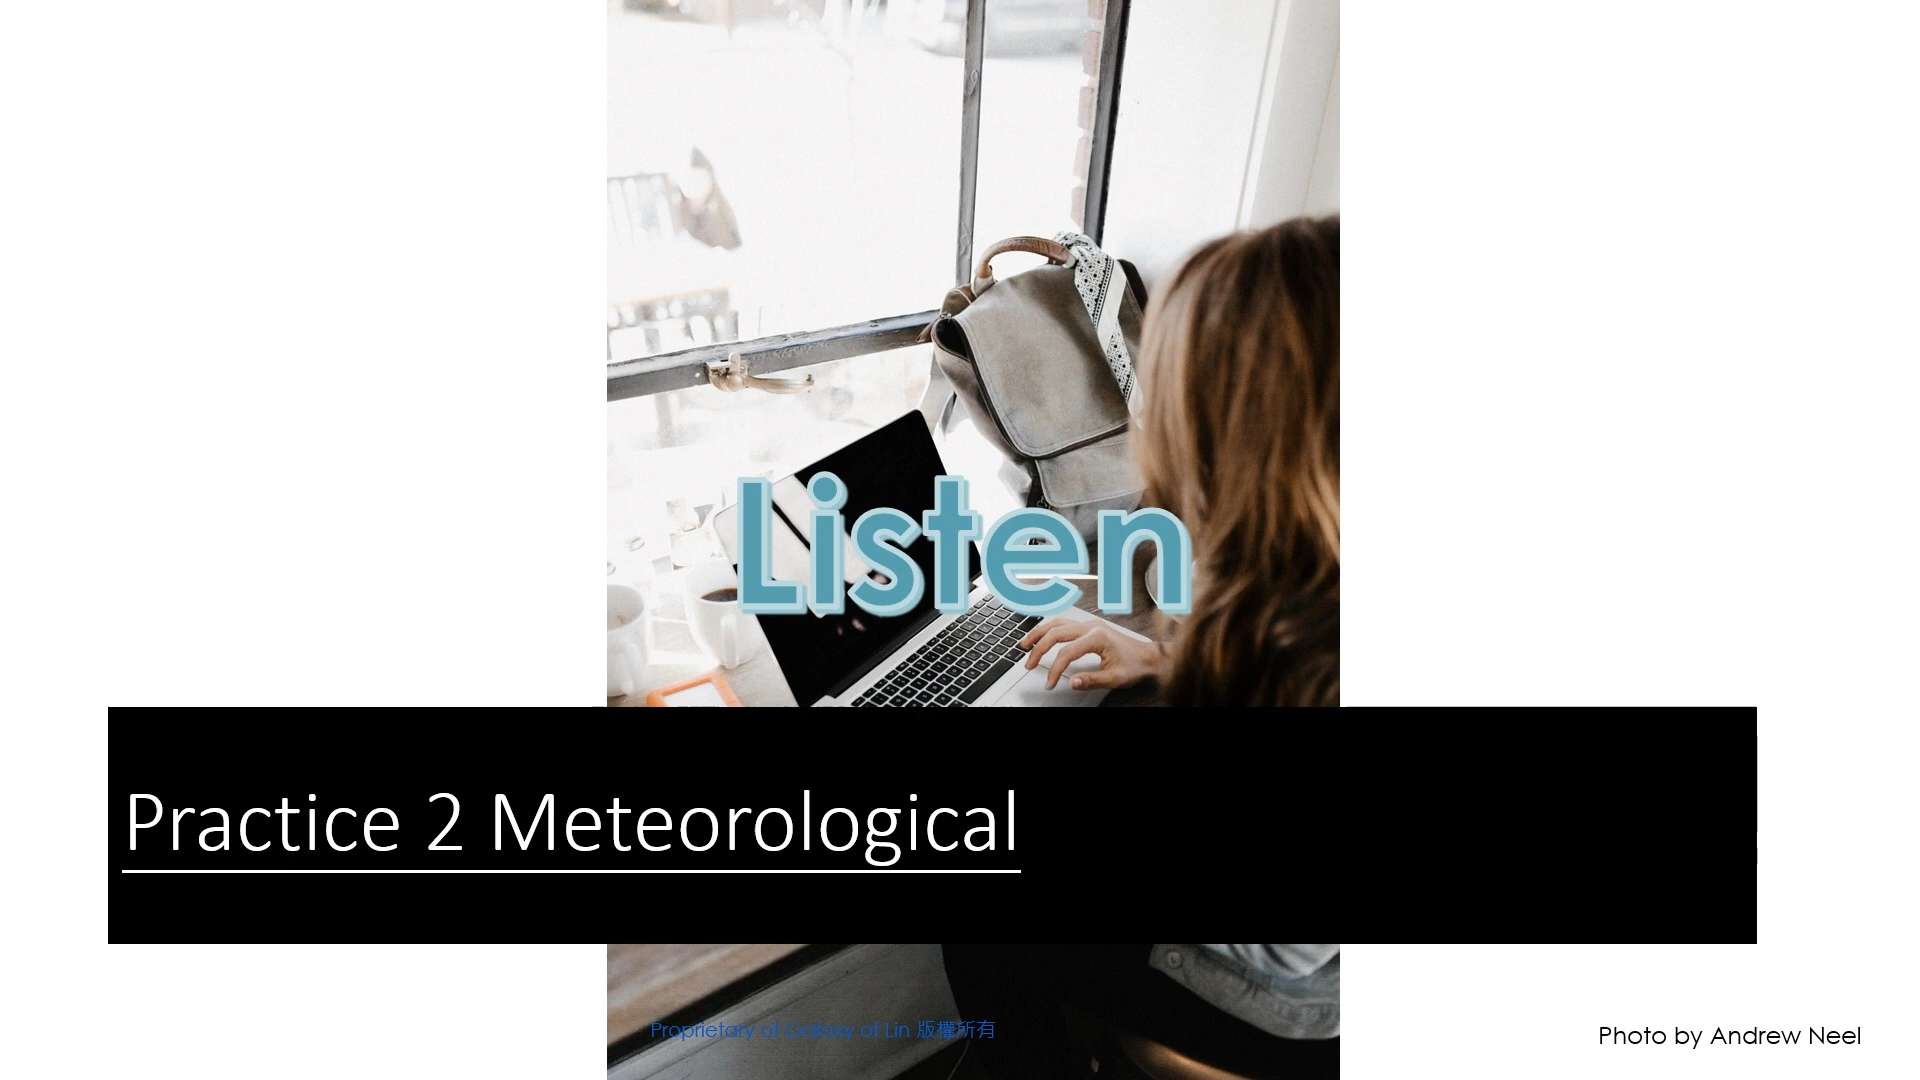 Listen
Practice 2 Meteorological
Proprietary of Galaxy of Lin 版權所有
Photo by Andrew Neel